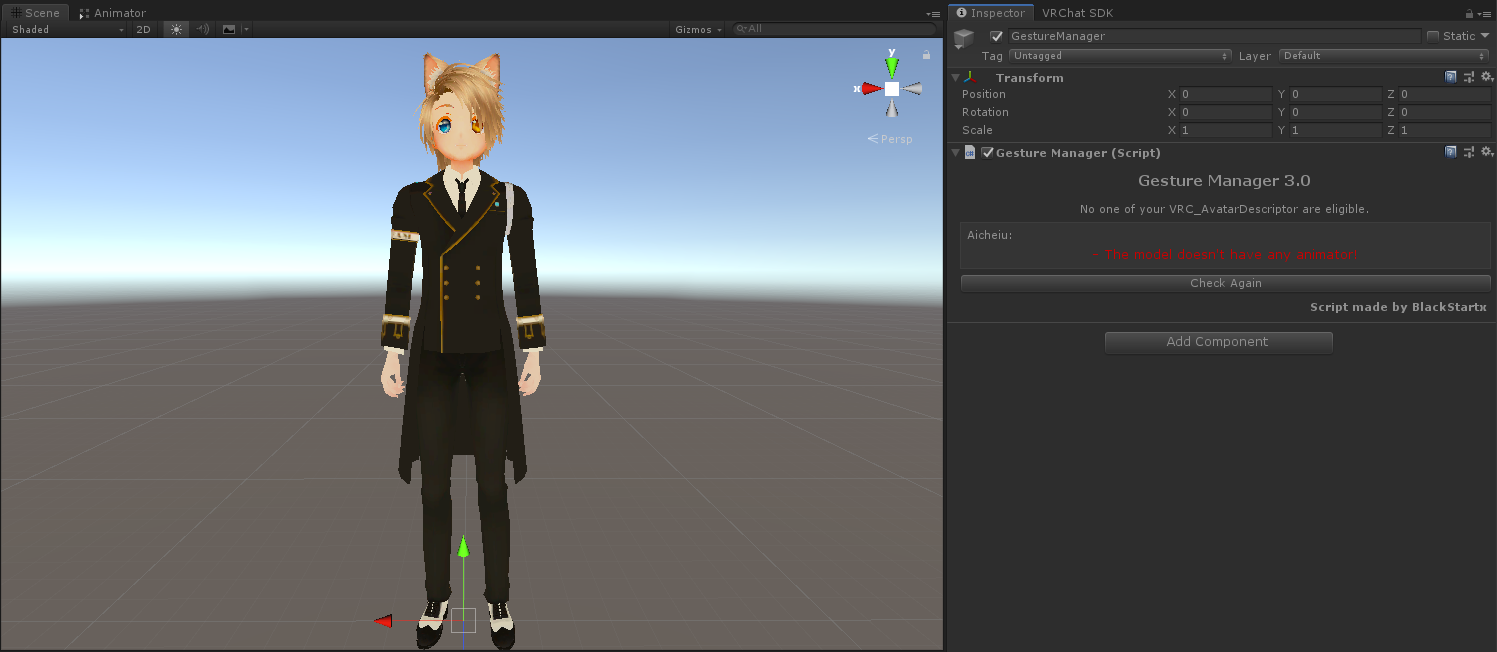 Scene Animator
Shaded 2D Gizmos All
y
x
Persp
Inspector VRChat SDK
GestureManager Static
Tag Untagged Layer Default
Transform
Position X 0 Y 0 Z 0
Rotation X 0 Y 0 Z 0
Scale X 1 Y 1 Z 1
Gesture Manager (Script)
Gesture Manager 3.0
No one of your VRC_AvatarDescriptor are eligible.
Aicheiu:
- The model doesn't have any animator!
Check Again
Script made by BlackStartx
Add Component